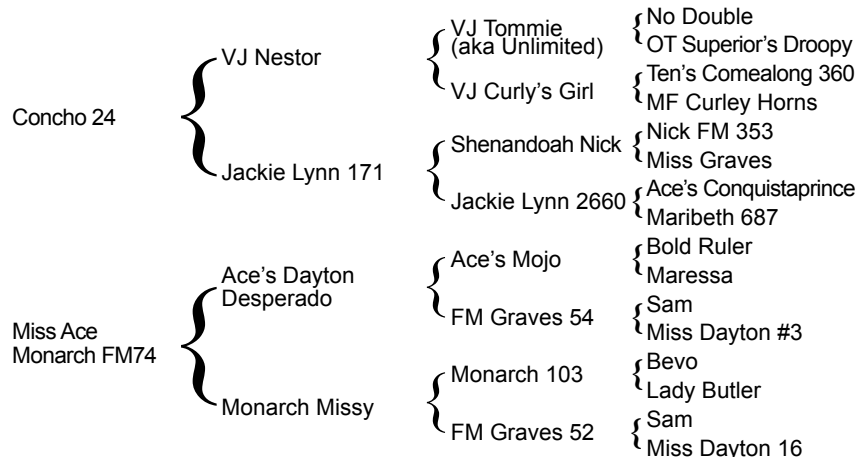 Concho 24
Miss Ace
Monarch FM74
VJ Nestor
Jackie Lynn 171
Ace's Dayton
Desperado
Monarch Missy
VJ Tommie
(aka Unlimited)
VJ Curly's Girl
Shenandoah Nick
Jackie Lynn 2660
Ace's Mojo
FM Graves 54
Monarch 103
FM Graves 52
No Double
OT Superior's Droopy
Ten's Comealong 360
MF Curley Horns
Nick FM 353
Miss Graves
Ace's Conquistaprince
Maribeth 687
Bold Ruler
Maressa
Sam
Miss Dayton #3
Bevo
Lady Butler
Sam
Miss Dayton 16